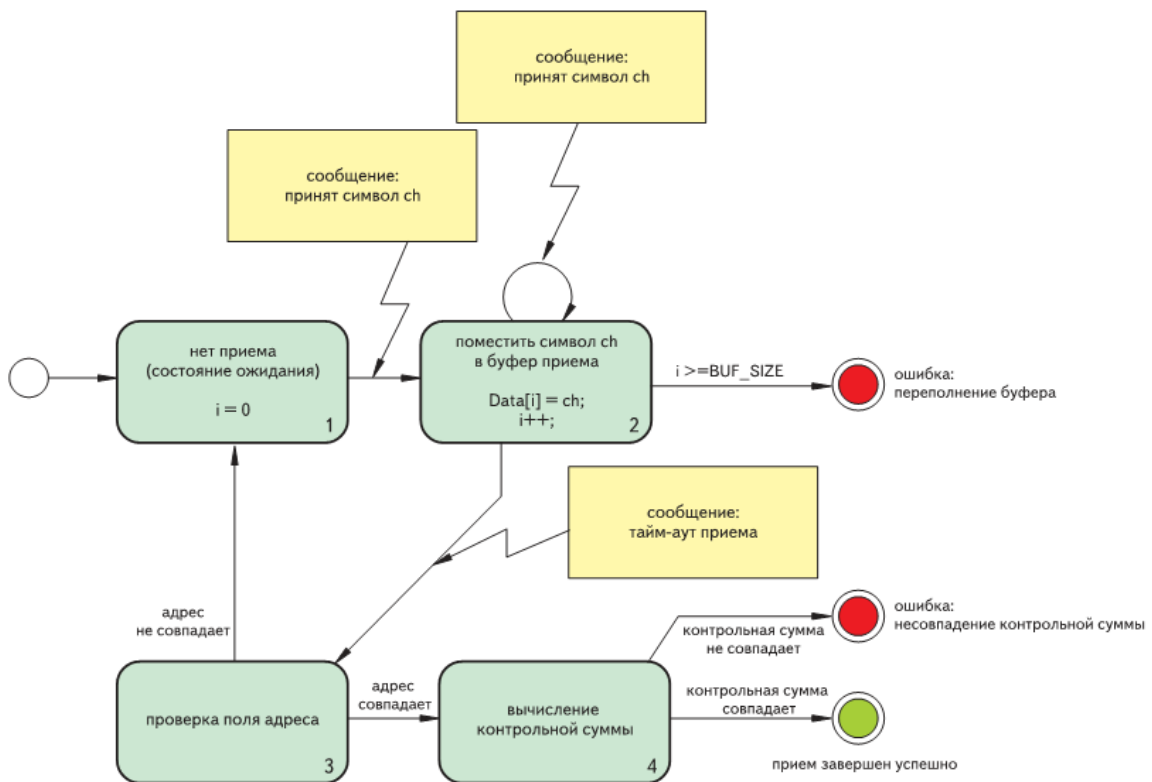 сообщение:
принят символ ch
сообщение:
принят символ ch
нет приема
(состояние ожидания)
i = 0
1
поместить символ ch
в буфер приема
Data[i] = ch;
i++;
2
i >=BUF_SIZE
ошибка:
переполнение буфера
сообщение:
тайм-аут приема
адрес
не совпадает
проверка поля адреса
3
адрес
совпадает
вычисление
контрольной суммы
4
контрольная сумма
не совпадает
ошибка:
несовпадение контрольной суммы
контрольная сумма
совпадает
прием завершен успешно